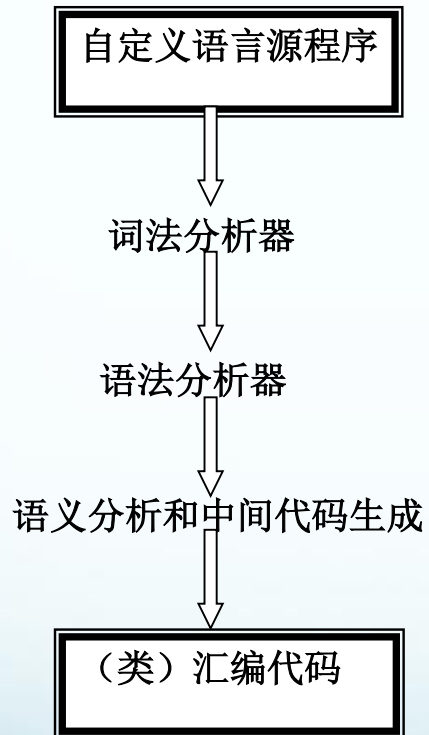 自定义语言源程序
词法分析器
语法分析器
语义分析和中间代码生成
（类）汇编代码